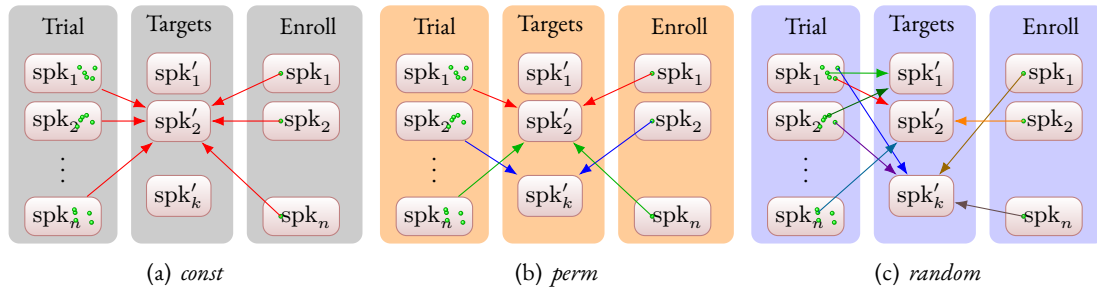 Trial Targets Enroll
spk₁ spk′₁ spk₁
spk₂ spk′₂ spk₂
⋮
spkₙ spk′ₖ spkₙ
(a) const
Trial Targets Enroll
spk₁ spk′₁ spk₁
spk₂ spk′₂ spk₂
⋮
spkₙ spk′ₖ spkₙ
(b) perm
Trial Targets Enroll
spk₁ spk′₁ spk₁
spk₂ spk′₂ spk₂
⋮
spkₙ spk′ₖ spkₙ
(c) random